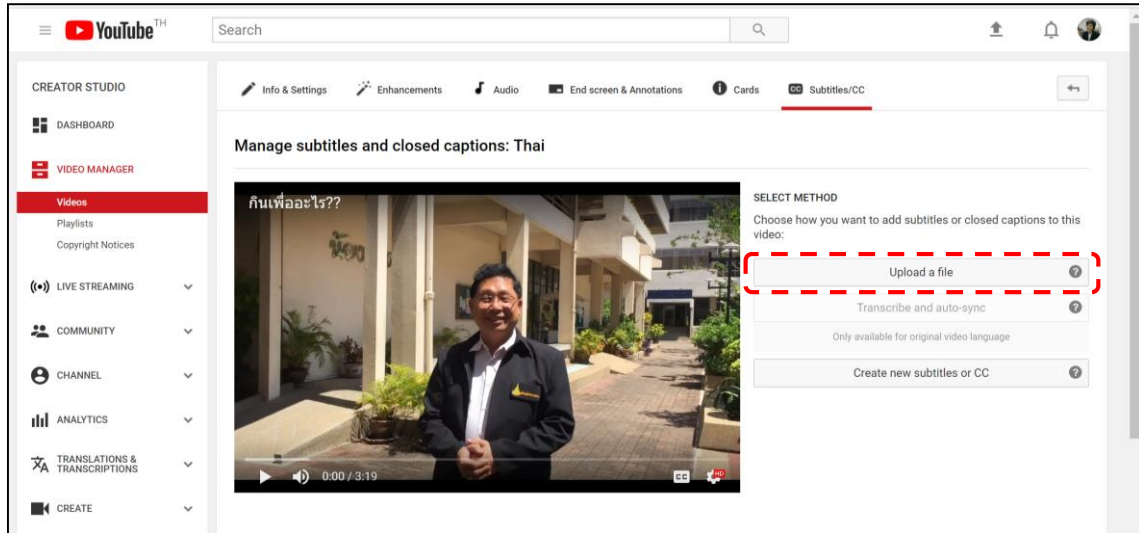 YouTube TH
Search
CREATOR STUDIO
DASHBOARD
VIDEO MANAGER
Videos
Playlists
Copyright Notices
LIVE STREAMING
COMMUNITY
CHANNEL
ANALYTICS
TRANSLATIONS &
TRANSCRIPTIONS
CREATE
Info & Settings
Enhancements
Audio
End screen & Annotations
Cards
CC Subtitles/CC
Manage subtitles and closed captions: Thai
กินเพื่ออะไร??
0:00 / 3:19
CC
HD
SELECT METHOD
Choose how you want to add subtitles or closed captions to this
video:
Upload a file
Transcribe and auto-sync
Only available for original video language
Create new subtitles or CC